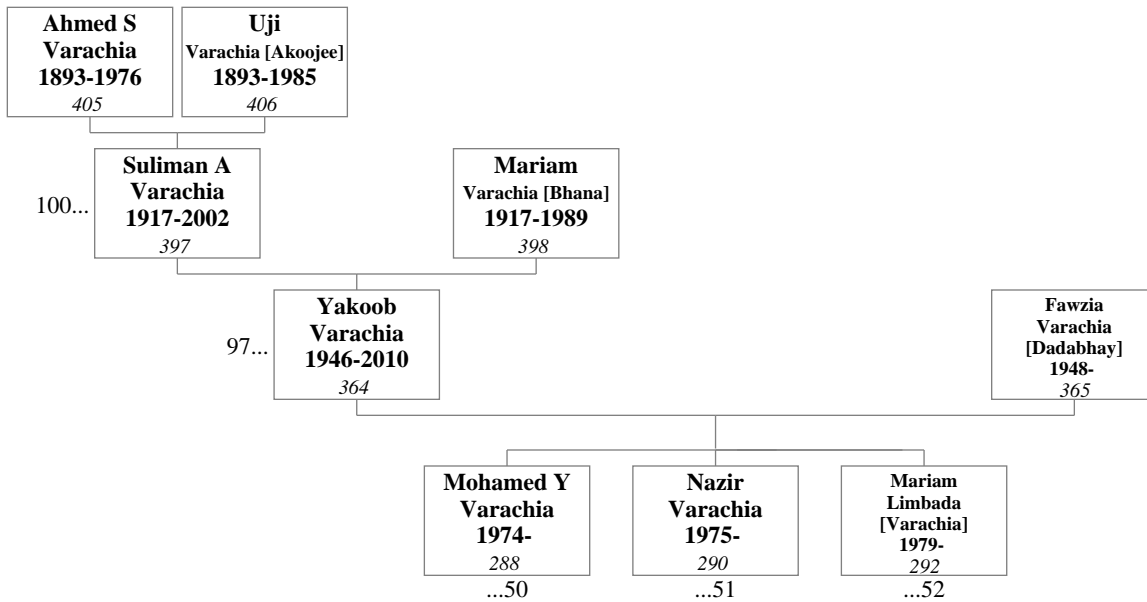 Ahmed S
Varachia
1893-1976
405
Uji
Varachia [Akoojee]
1893-1985
406
100...
Suliman A
Varachia
1917-2002
397
Mariam
Varachia [Bhana]
1917-1989
398
97...
Yakoob
Varachia
1946-2010
364
Fawzia
Varachia
[Dadabhay]
1948-
365
Mohamed Y
Varachia
1974-
288
...50
Nazir
Varachia
1975-
290
...51
Mariam
Limbada
[Varachia]
1979-
292
...52